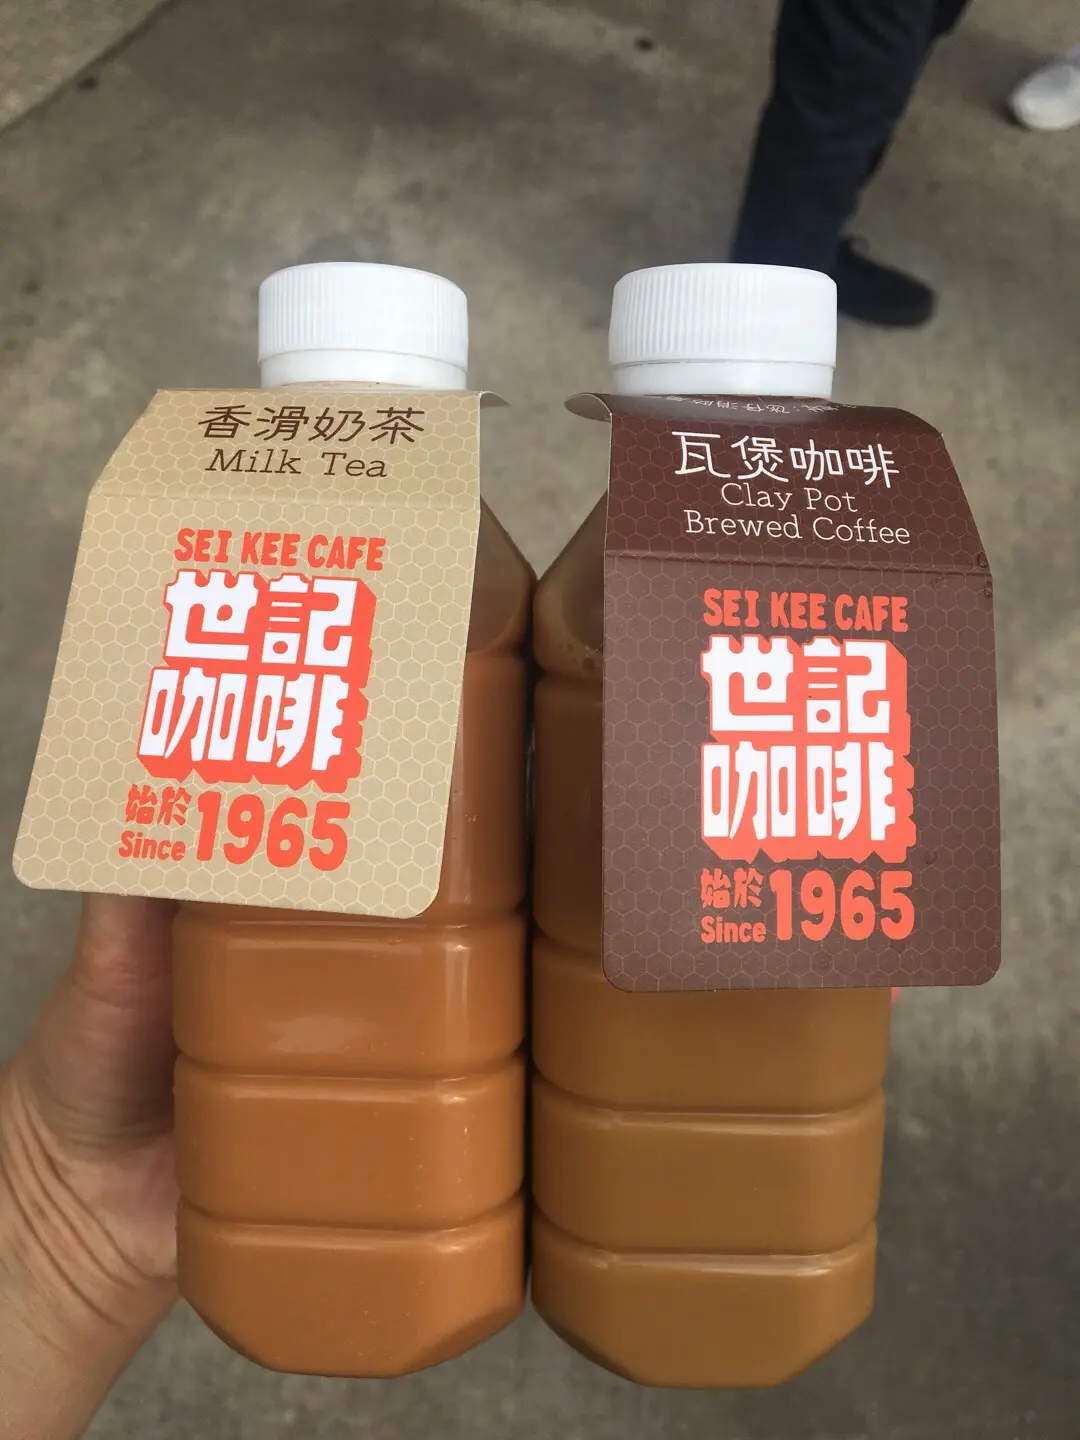 香滑奶茶
Milk Tea
SEI KEE CAFE
世記
咖啡
始於
Since 1965
瓦煲咖啡
Clay Pot
Brewed Coffee
SEI KEE CAFE
世記
咖啡
始於
Since 1965